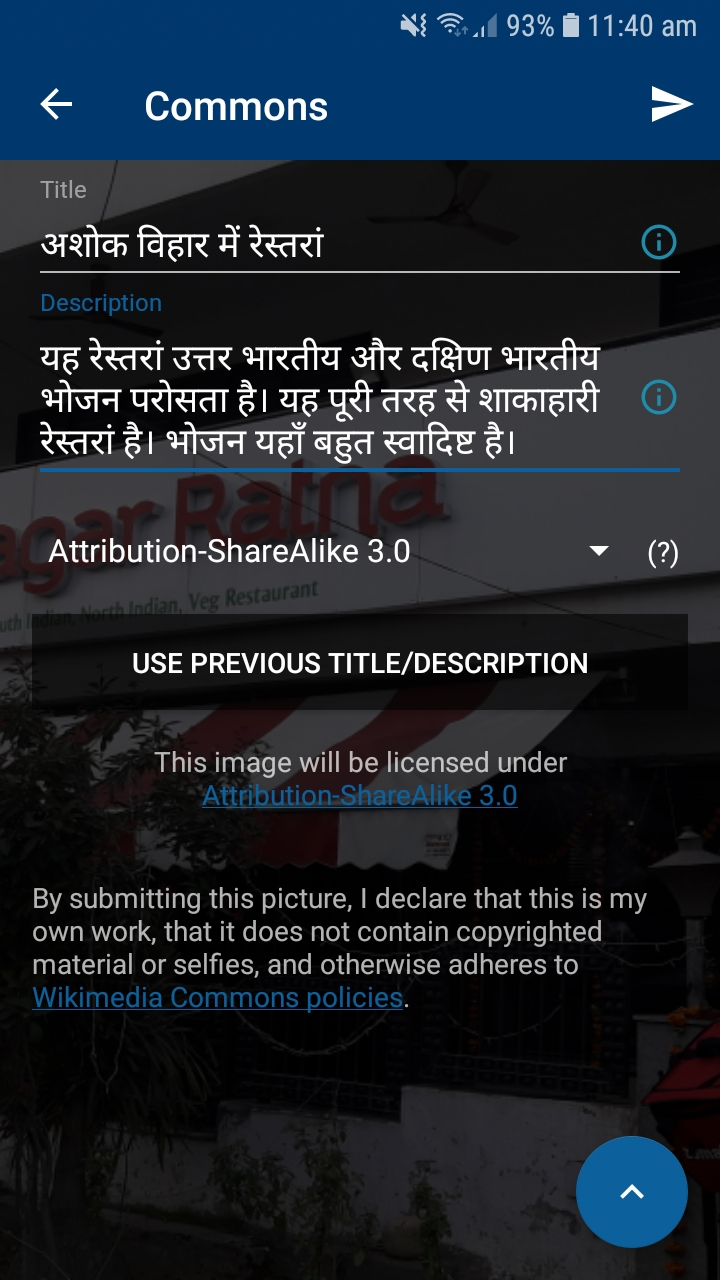 93% 11:40 am
Commons
Title
अशोक विहार में रेस्तरां
Description
यह रेस्तरां उत्तर भारतीय और दक्षिण भारतीय
भोजन परोसता है। यह पूरी तरह से शाकाहारी
रेस्तरां है। भोजन यहाँ बहुत स्वादिष्ट है।
agar Ratna
Attribution-ShareAlike 3.0 (?)
uth Indian, North Indian, Veg Restaurant
USE PREVIOUS TITLE/DESCRIPTION
This image will be licensed under
Attribution-ShareAlike 3.0
By submitting this picture, I declare that this is my
own work, that it does not contain copyrighted
material or selfies, and otherwise adheres to
Wikimedia Commons policies.